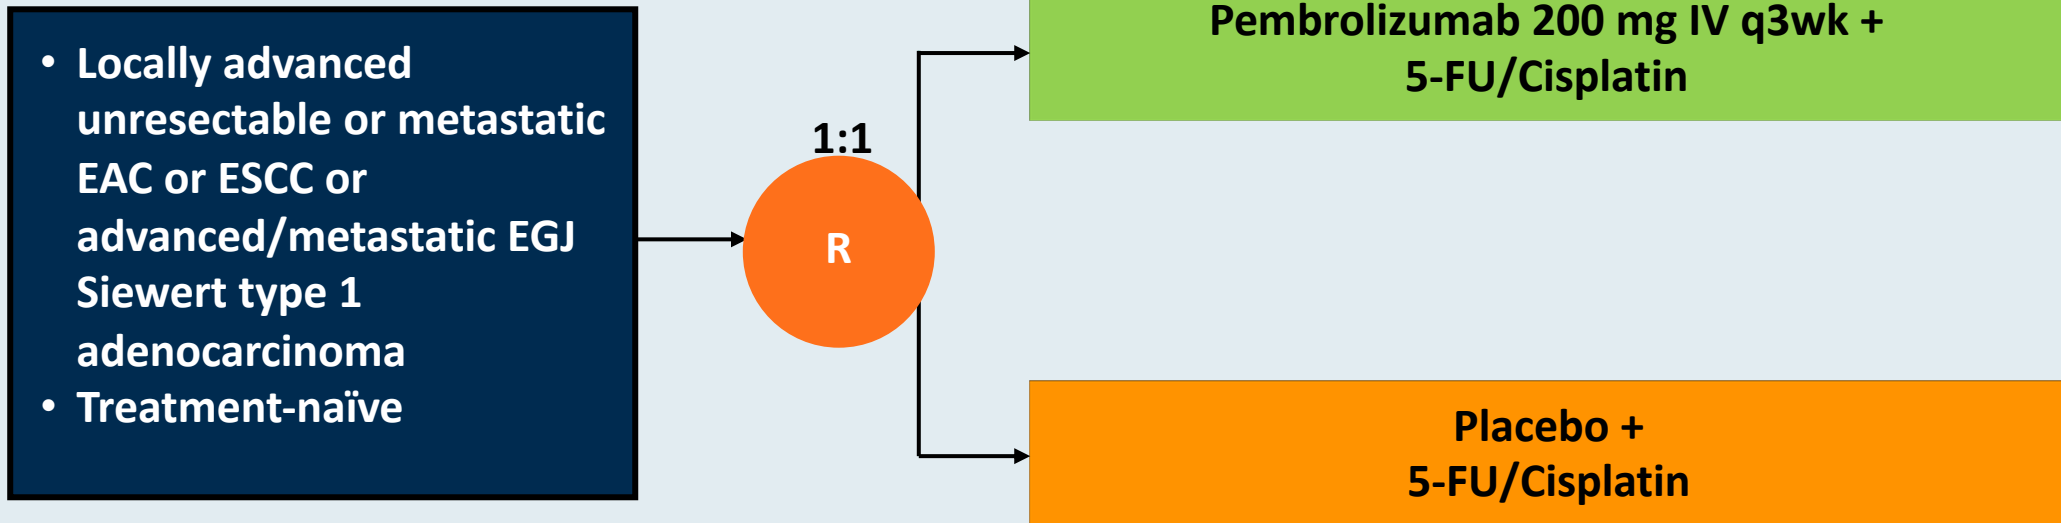 • Locally advanced
unresectable or metastatic
EAC or ESCC or
advanced/metastatic EGJ
Siewert type 1
adenocarcinoma
• Treatment-naïve
1:1
R
Pembrolizumab 200 mg IV q3wk +
5-FU/Cisplatin
Placebo +
5-FU/Cisplatin